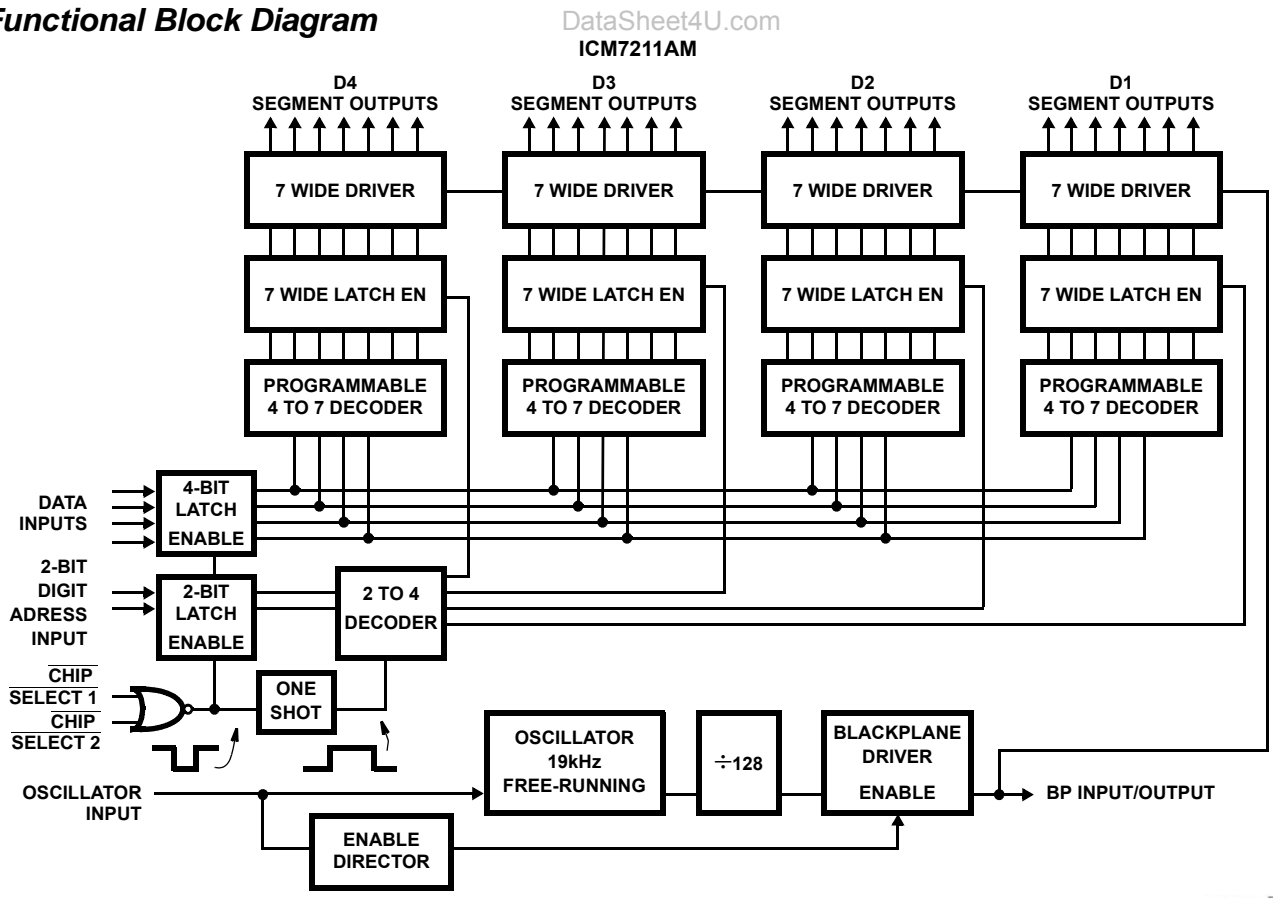 Functional Block Diagram
DataSheet4U.com
ICM7211AM
D4
SEGMENT OUTPUTS
D3
SEGMENT OUTPUTS
D2
SEGMENT OUTPUTS
D1
SEGMENT OUTPUTS
7 WIDE DRIVER
7 WIDE DRIVER
7 WIDE DRIVER
7 WIDE DRIVER
7 WIDE LATCH EN
7 WIDE LATCH EN
7 WIDE LATCH EN
7 WIDE LATCH EN
PROGRAMMABLE
4 TO 7 DECODER
PROGRAMMABLE
4 TO 7 DECODER
PROGRAMMABLE
4 TO 7 DECODER
PROGRAMMABLE
4 TO 7 DECODER
DATA
INPUTS
4-BIT
LATCH
ENABLE
2-BIT
DIGIT
ADRESS
INPUT
2-BIT
LATCH
ENABLE
2 TO 4
DECODER
CHIP
SELECT 1
CHIP
SELECT 2
ONE
SHOT
OSCILLATOR
19kHz
FREE-RUNNING
÷128
BLACKPLANE
DRIVER
ENABLE
OSCILLATOR
INPUT
BP INPUT/OUTPUT
ENABLE
DIRECTOR